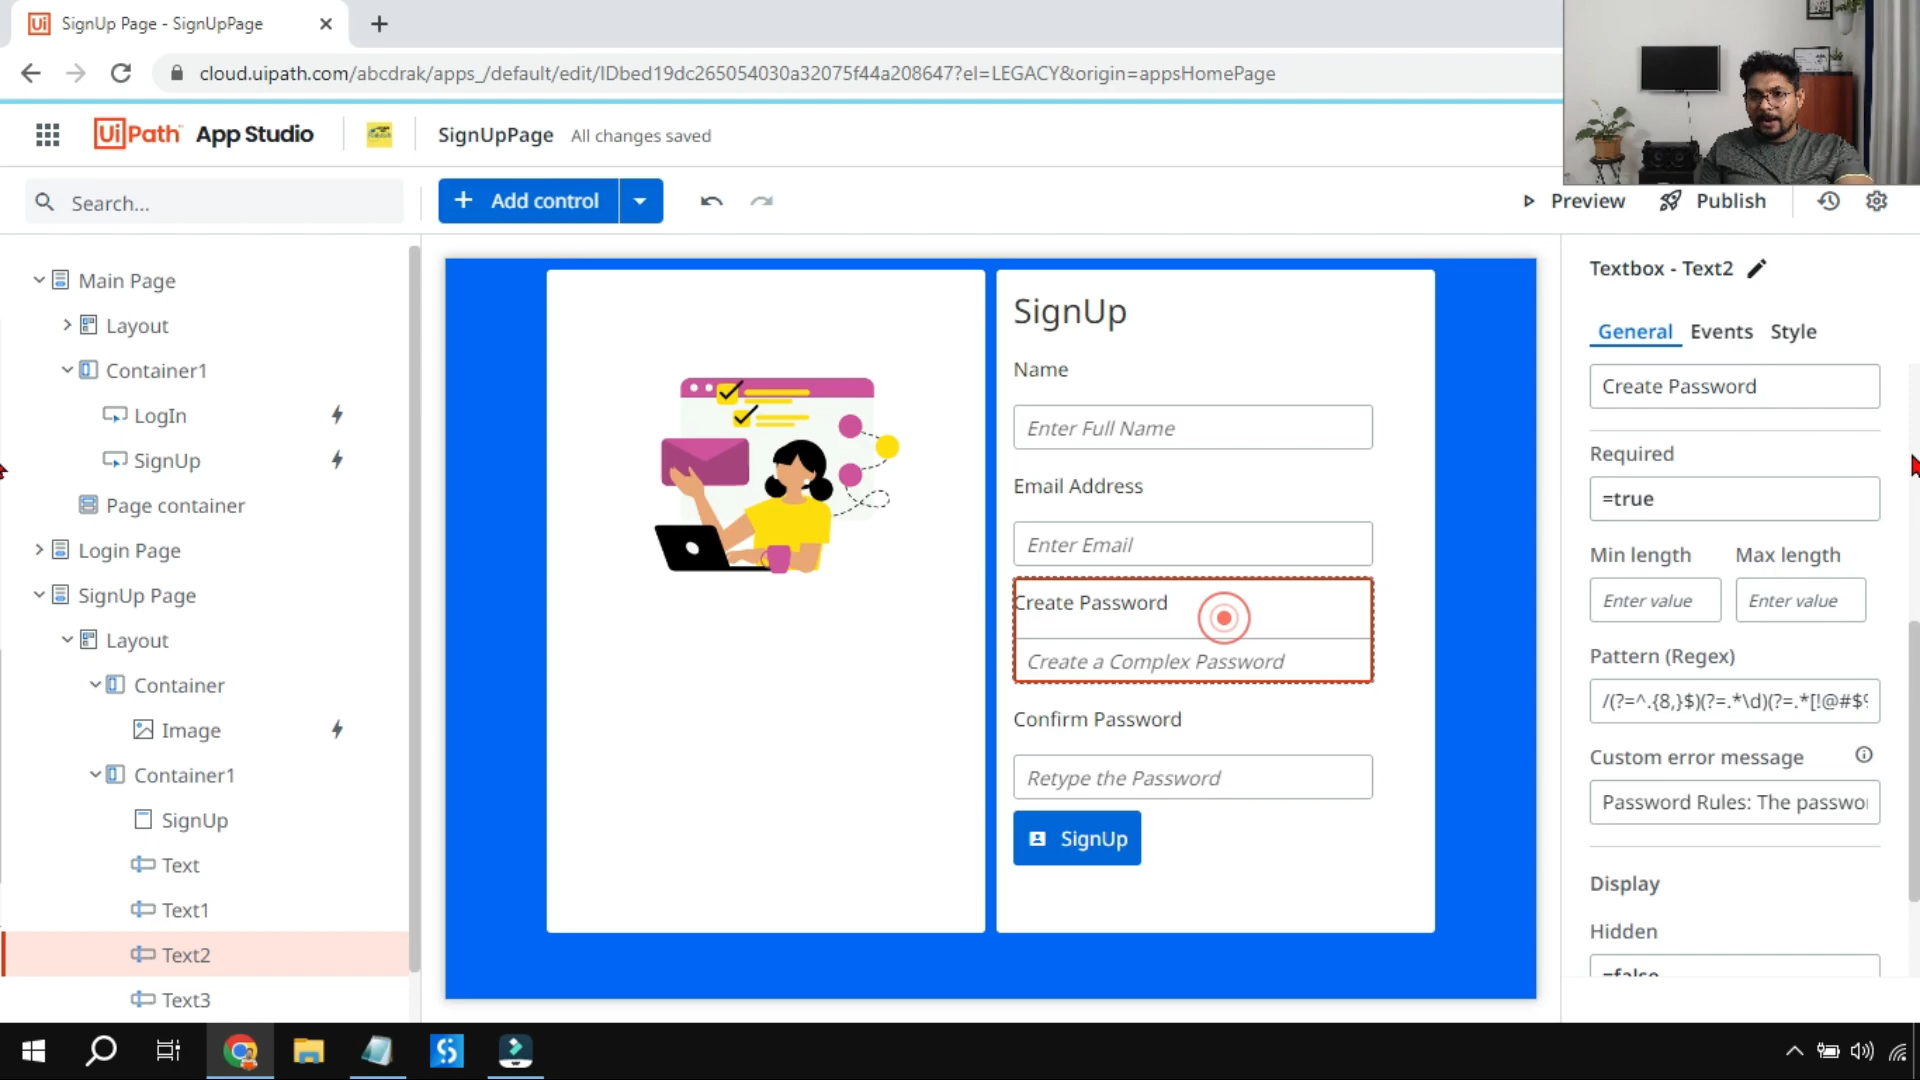 SignUp Page - SignUpPage
cloud.uipath.com/abcdrak/apps_/default/edit/IDbed19dc265054030a32075f44a208647?el=LEGACY&origin=appsHomePage
UiPath App Studio
SignUpPage All changes saved
Search...
Add control
Preview
Publish
Main Page
Layout
Container1
LogIn
SignUp
Page container
Login Page
SignUp Page
Layout
Container
Image
Container1
SignUp
Text
Text1
Text2
Text3
SignUp
Name
Enter Full Name
Email Address
Enter Email
Create Password
Create a Complex Password
Confirm Password
Retype the Password
SignUp
Textbox - Text2
General Events Style
Create Password
Required
=true
Min length Max length
Enter value Enter value
Pattern (Regex)
/(?=^.{8,}$)(?=.*\d)(?=.*[!@#$%
Custom error message
Password Rules: The passwor
Display
Hidden
=false